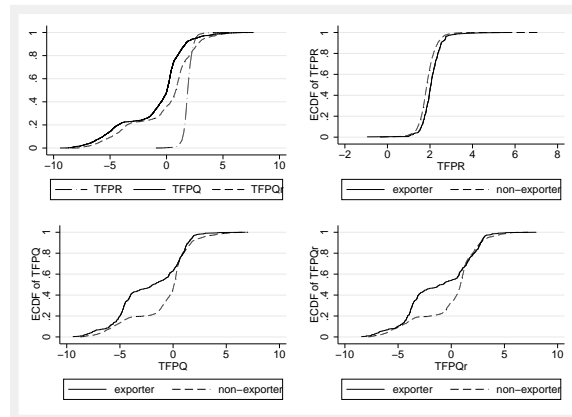 0 .2 .4 .6 .8 1
−10 −5 0 5 10
TFPR TFPQ TFPQr
ECDF of TFPR
0 .2 .4 .6 .8 1
−2 0 2 4 6 8
TFPR
exporter non−exporter
ECDF of TFPQ
0 .2 .4 .6 .8 1
−10 −5 0 5 10
TFPQ
exporter non−exporter
ECDF of TFPQr
0 .2 .4 .6 .8 1
−10 −5 0 5 10
TFPQr
exporter non−exporter